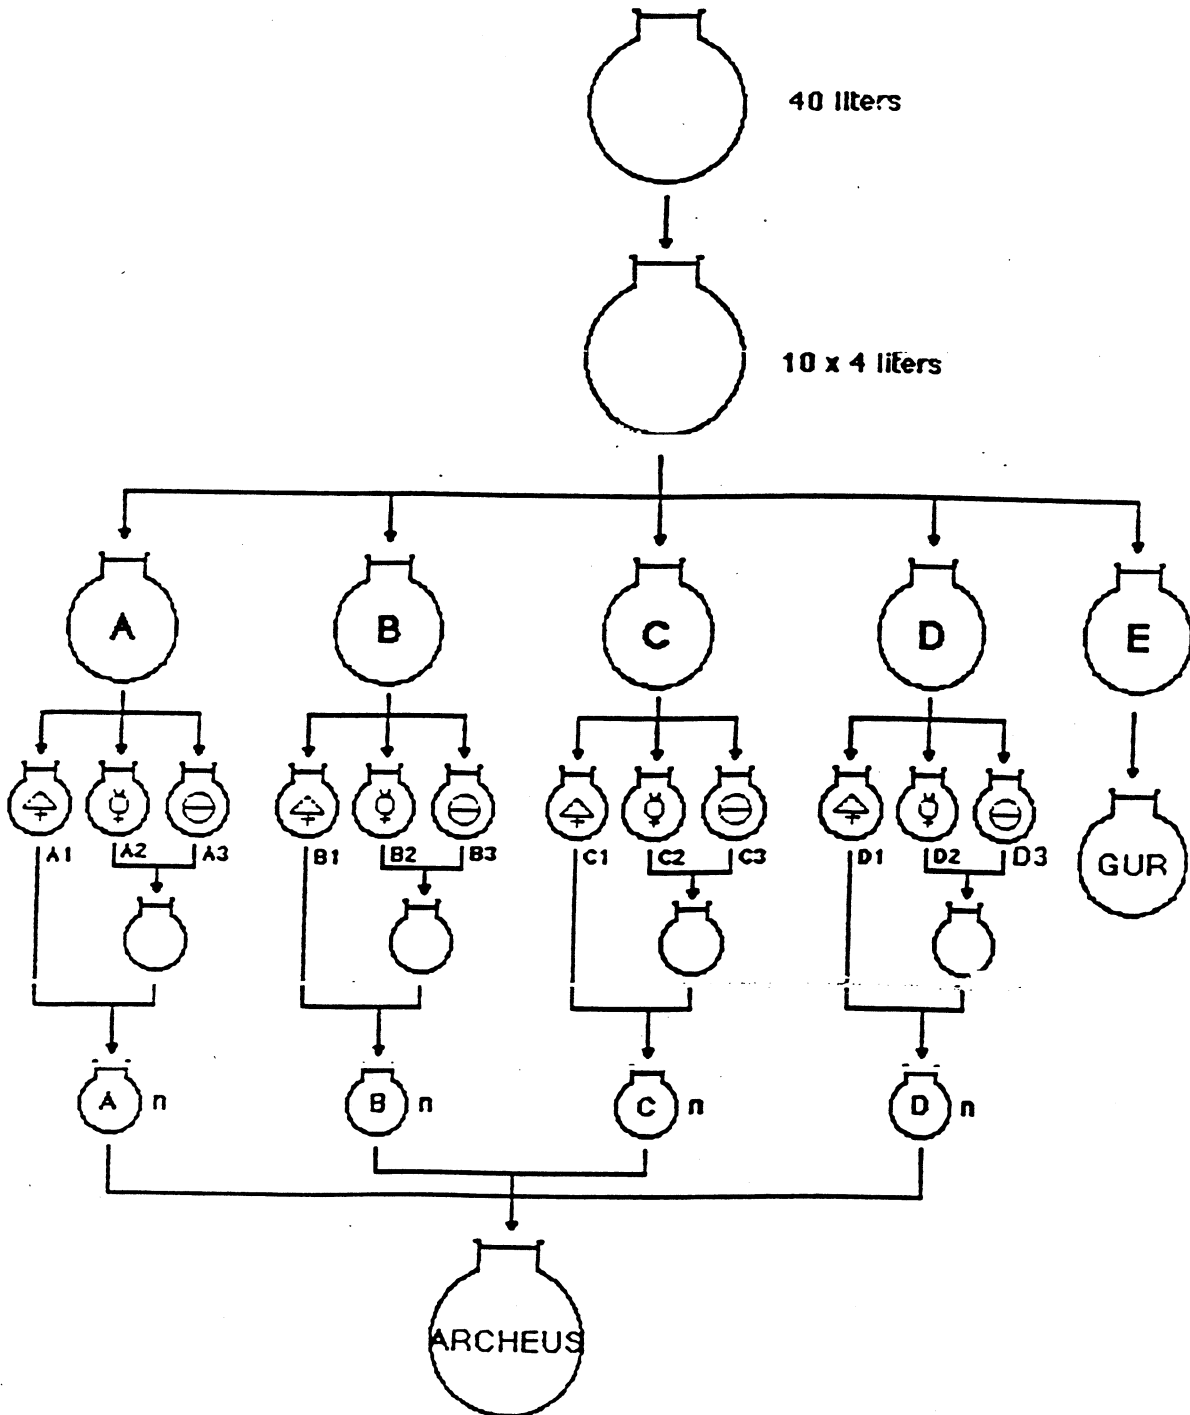 40 liters
10 x 4 liters
A B C D E
A1 A2 A3 B1 B2 B3 C1 C2 C3 D1 D2 D3
GUR
A n B n C n D n
ARCHEUS